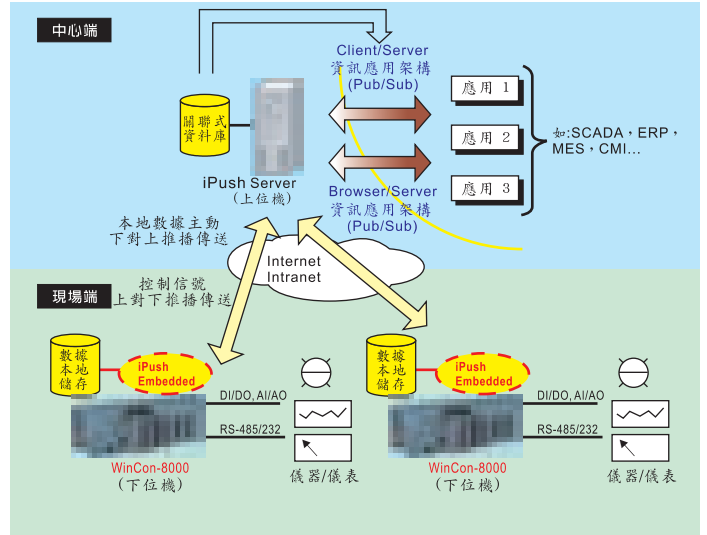 中心端
Client/Server
資訊應用架構
(Pub/Sub)
應用 1
應用 2
應用 3
如:SCADA，ERP，
MES，CMI...
關聯式
資料庫
iPush Server
(上位機)
Browser/Server
資訊應用架構
(Pub/Sub)
本地數據主動
下對上推播傳送
Internet
Intranet
現場端
控制信號
上對下推播傳送
數據
本地
儲存
iPush
Embedded
DI/DO, AI/AO
RS-485/232
WinCon-8000
(下位機)
儀器/儀表
數據
本地
儲存
iPush
Embedded
DI/DO, AI/AO
RS-485/232
WinCon-8000
(下位機)
儀器/儀表